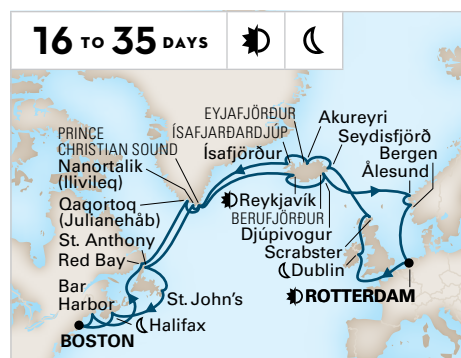 16 TO 35 DAYS
EYJAFJÖRÐUR
Akureyri
PRINCE
CHRISTIAN SOUND
ÍSAFJARÐARDJÚP
Seydisfjörð
Nanortalik
(Ilivileq)
Ísafjörður
Bergen
Ålesund
Qaqortoq
(Julianehåb)
Reykjavík
BERUFJÖRÐUR
Djúpivogur
St. Anthony
Red Bay
Scrabster
Dublin
Bar
Harbor
St. John's
ROTTERDAM
Halifax
BOSTON